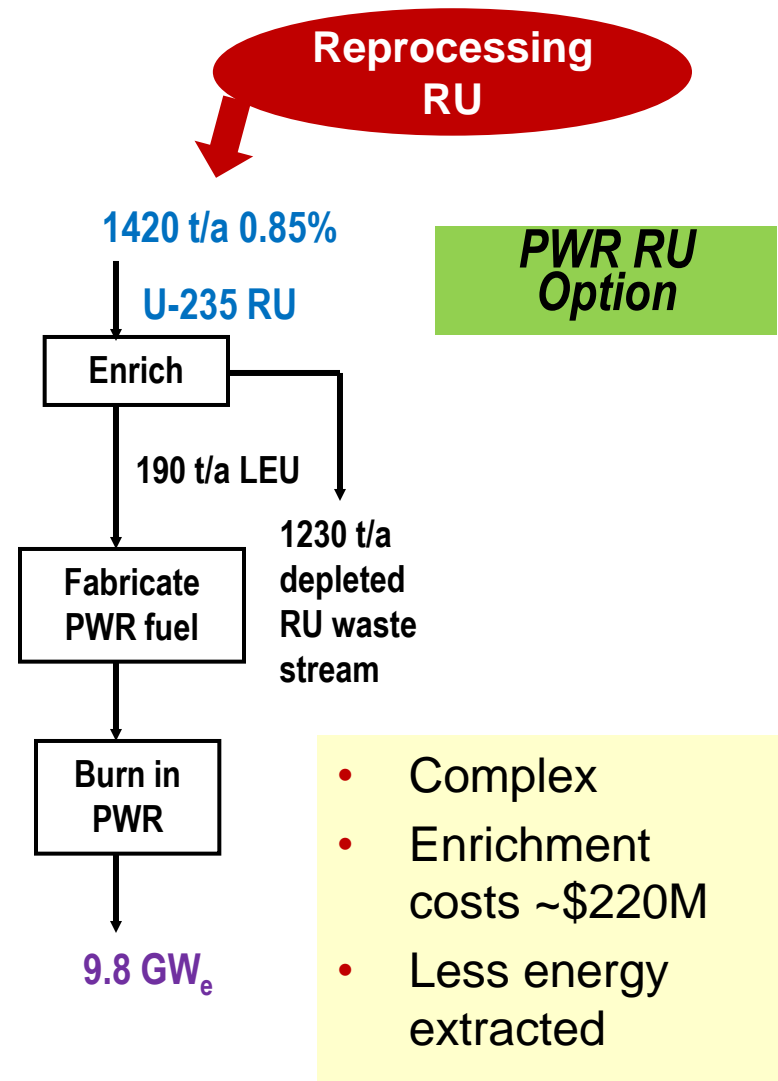 Reprocessing
RU
1420 t/a 0.85%
U-235 RU
PWR RU
Option
Enrich
190 t/a LEU
1230 t/a
depleted
RU waste
stream
Fabricate
PWR fuel
Burn in
PWR
9.8 GWe
• Complex
• Enrichment
costs ~$220M
• Less energy
extracted